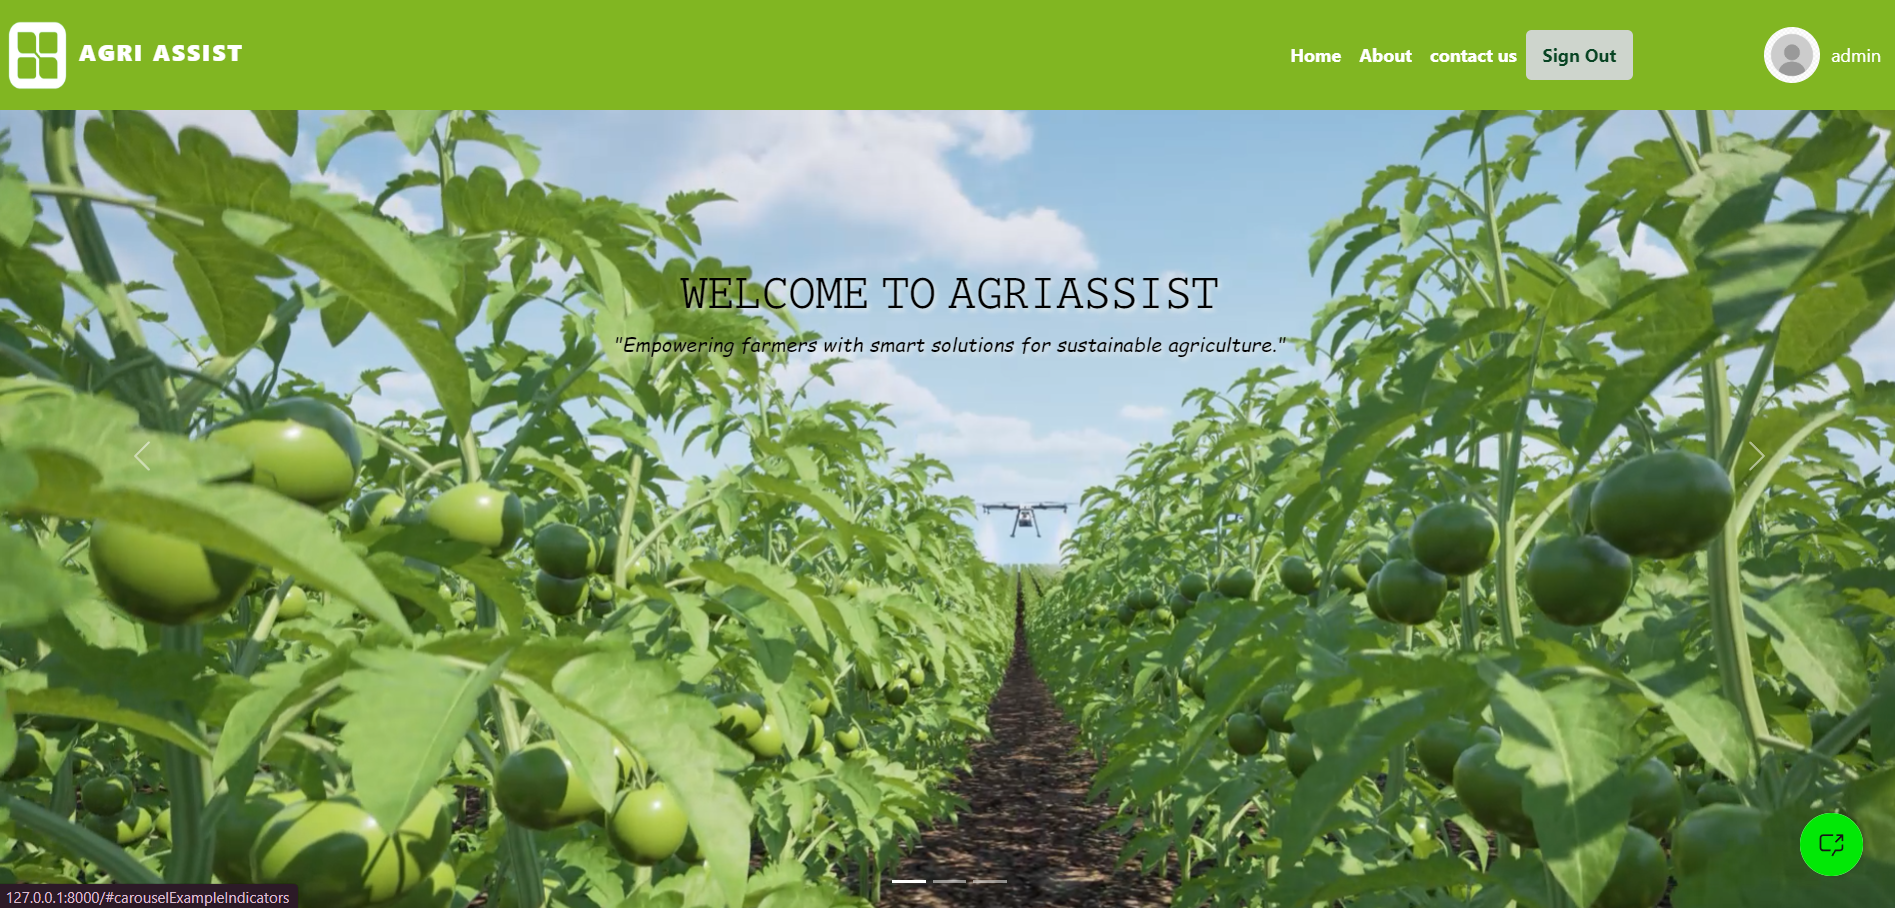 AGRI ASSIST
Home About contact us Sign Out admin
WELCOME TO AGRIASSIST
"Empowering farmers with smart solutions for sustainable agriculture."
127.0.0.1:8000/#carouselExampleIndicators